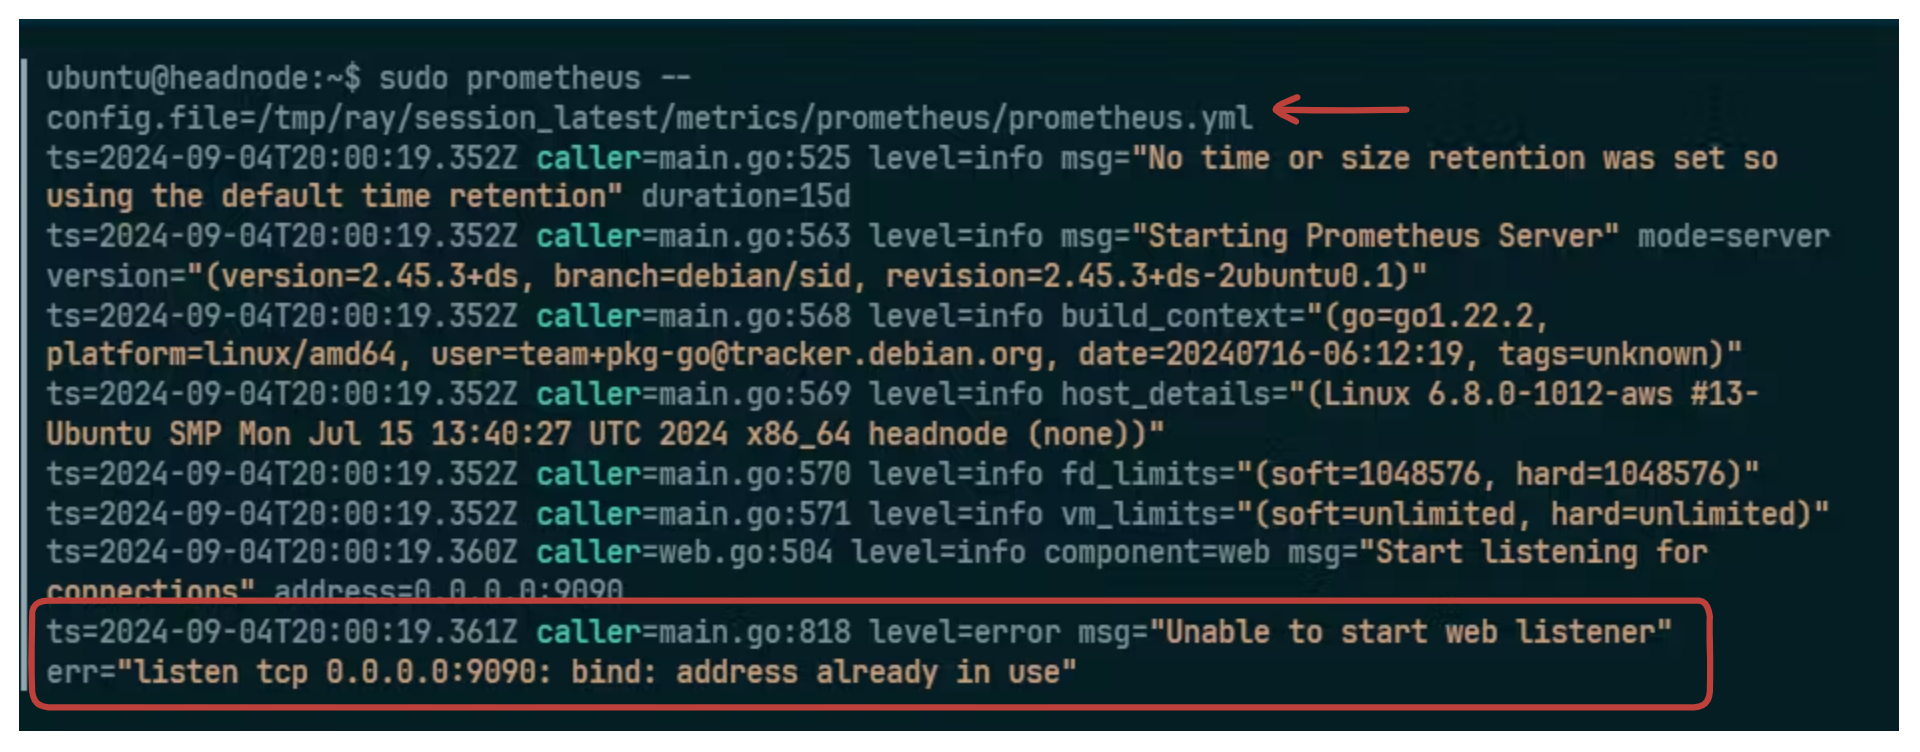 ubuntu@headnode:~$ sudo prometheus --
config.file=/tmp/ray/session_latest/metrics/prometheus/prometheus.yml
ts=2024-09-04T20:00:19.352Z caller=main.go:525 level=info msg="No time or size retention was set so
using the default time retention" duration=15d
ts=2024-09-04T20:00:19.352Z caller=main.go:563 level=info msg="Starting Prometheus Server" mode=server
version="(version=2.45.3+ds, branch=debian/sid, revision=2.45.3+ds-2ubuntu0.1)"
ts=2024-09-04T20:00:19.352Z caller=main.go:568 level=info build_context="(go=go1.22.2,
platform=linux/amd64, user=team+pkg-go@tracker.debian.org, date=20240716-06:12:19, tags=unknown)"
ts=2024-09-04T20:00:19.352Z caller=main.go:569 level=info host_details="(Linux 6.8.0-1012-aws #13-
Ubuntu SMP Mon Jul 15 13:40:27 UTC 2024 x86_64 headnode (none))"
ts=2024-09-04T20:00:19.352Z caller=main.go:570 level=info fd_limits="(soft=1048576, hard=1048576)"
ts=2024-09-04T20:00:19.352Z caller=main.go:571 level=info vm_limits="(soft=unlimited, hard=unlimited)"
ts=2024-09-04T20:00:19.360Z caller=web.go:504 level=info component=web msg="Start listening for
connections" address=0.0.0.0:9090
ts=2024-09-04T20:00:19.361Z caller=main.go:818 level=error msg="Unable to start web listener"
err="listen tcp 0.0.0.0:9090: bind: address already in use"